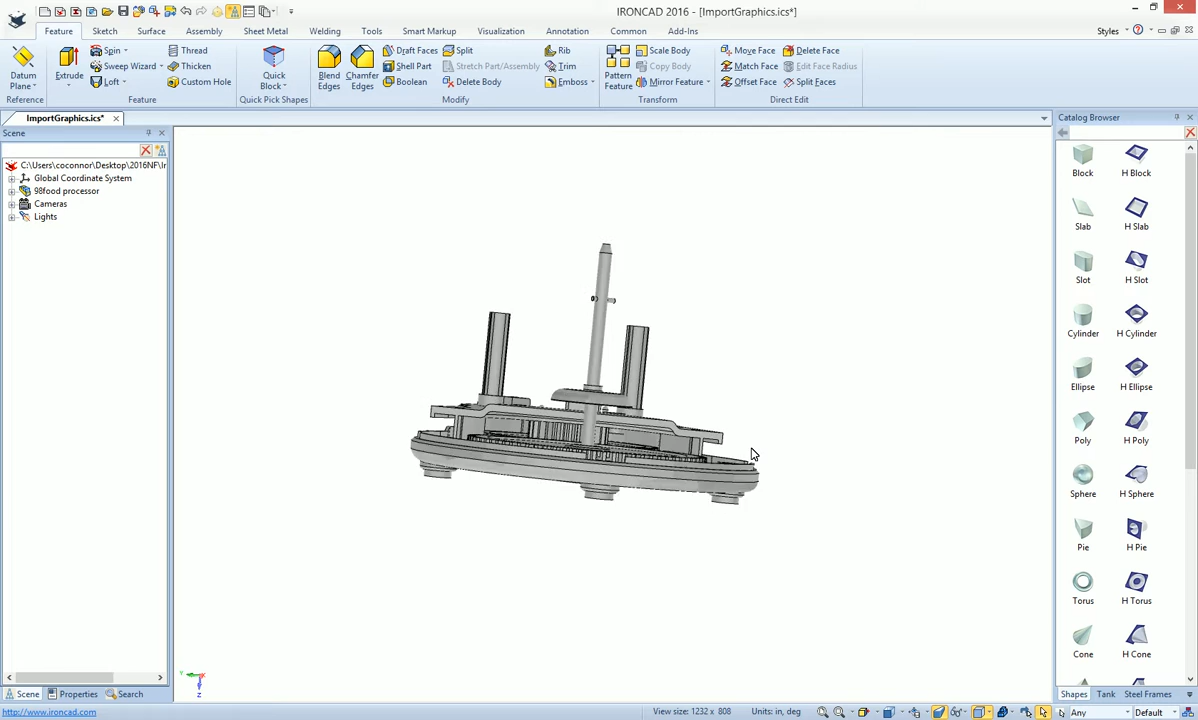 IRONCAD 2016 - [ImportGraphics.ics*]
Feature Sketch Surface Assembly Sheet Metal Welding Tools Smart Markup Visualization Annotation Common Add-Ins Styles
Spin Thread Draft Faces Split Rib Scale Body Move Face Delete Face
Sweep Wizard Thicken Shell Part Stretch Part/Assembly Trim Copy Body Match Face Edit Face Radius
Datum Plane Extrude Loft Custom Hole Quick Block Blend Edges Chamfer Edges Boolean Delete Body Emboss Pattern Feature Mirror Feature Offset Face Split Faces
Reference Feature Quick Pick Shapes Modify Transform Direct Edit
ImportGraphics.ics*
Scene
C:\Users\coconnor\Desktop\2016NF\Ir
Global Coordinate System
98food processor
Cameras
Lights
Catalog Browser
Block H Block
Slab H Slab
Slot H Slot
Cylinder H Cylinder
Ellipse H Ellipse
Poly H Poly
Sphere H Sphere
Pie H Pie
Torus H Torus
Cone H Cone
Y
Z
Scene Properties Search
Shapes Tank Steel Frames
http://www.ironcad.com View size: 1232 x 808 Units: in, deg Any Default